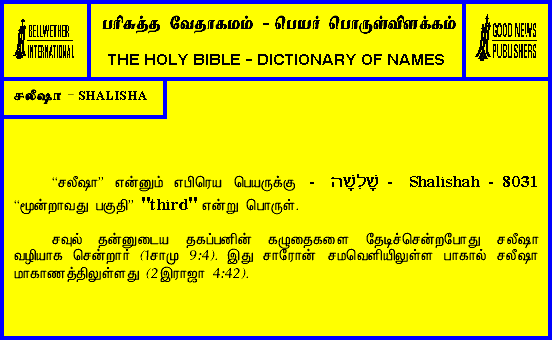 BELLWETHER
INTERNATIONAL
பரிசுத்த வேதாகமம் - பெயர் பொருள்விளக்கம்
THE HOLY BIBLE - DICTIONARY OF NAMES
GOOD NEWS
PUBLISHERS
சலீஷா - SHALISHA
“சலீஷா” என்னும் எபிரெய பெயருக்கு - שָׁלִשָׁה - Shalishah - 8031
“மூன்றாவது பகுதி” "third" என்று பொருள்.
சவுல் தன்னுடைய தகப்பனின் கழுதைகளை தேடிச்சென்றபோது சலீஷா
வழியாக சென்றார் (1சாமு 9:4). இது சாரோன் சமவெளியிலுள்ள பாகால் சலீஷா
மாகாணத்திலுள்ளது (2இராஜா 4:42).